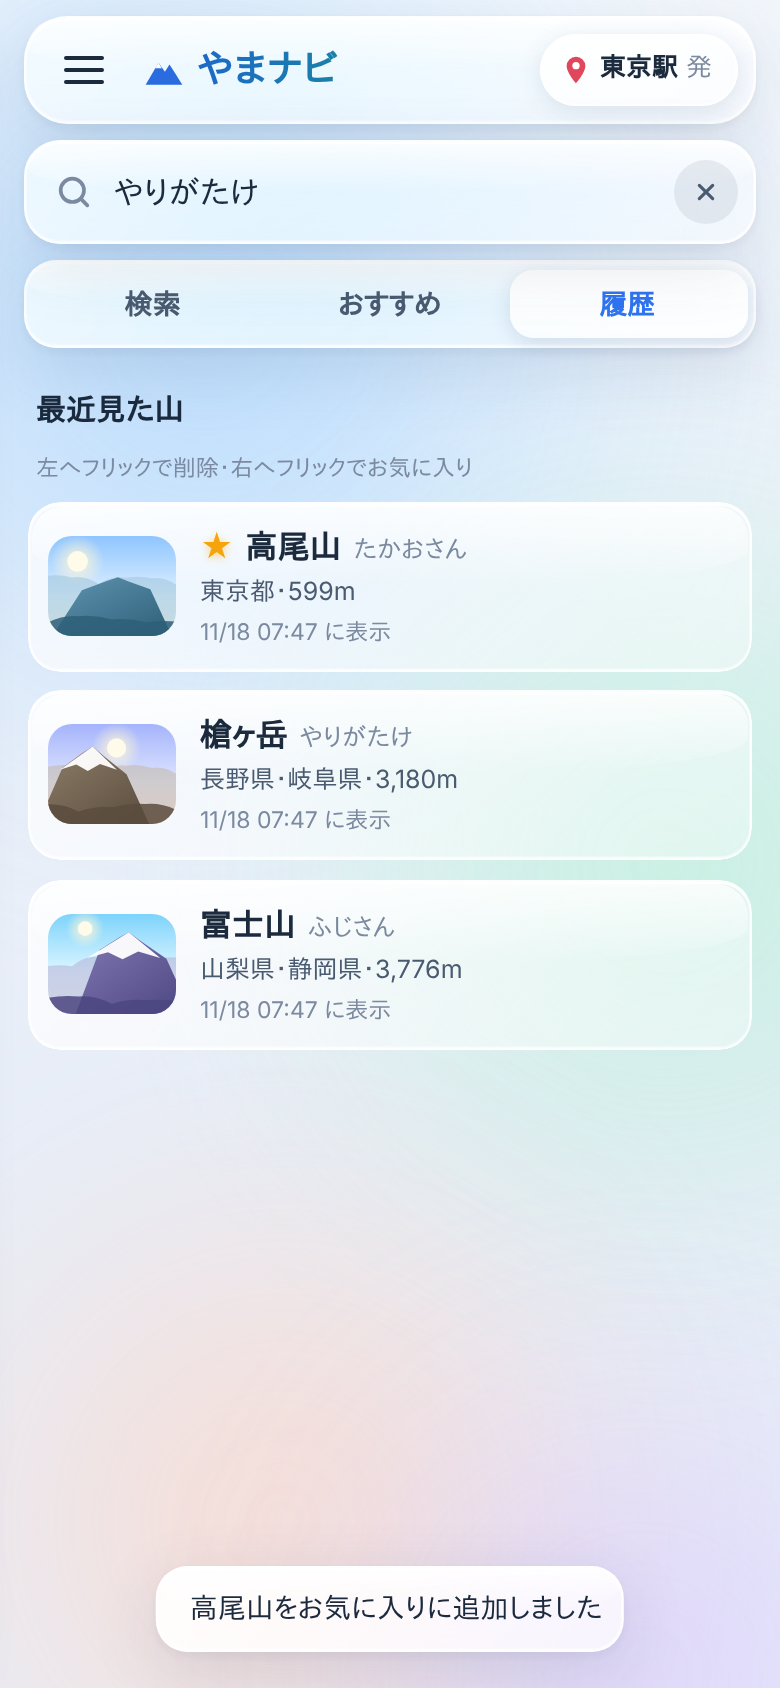 やまナビ
東京駅 発
やりがたけ
検索 おすすめ 履歴
最近見た山
左へフリックで削除・右へフリックでお気に入り
★ 高尾山 たかおさん
東京都・599m
11/18 07:47 に表示
槍ヶ岳 やりがたけ
長野県・岐阜県・3,180m
11/18 07:47 に表示
富士山 ふじさん
山梨県・静岡県・3,776m
11/18 07:47 に表示
高尾山をお気に入りに追加しました